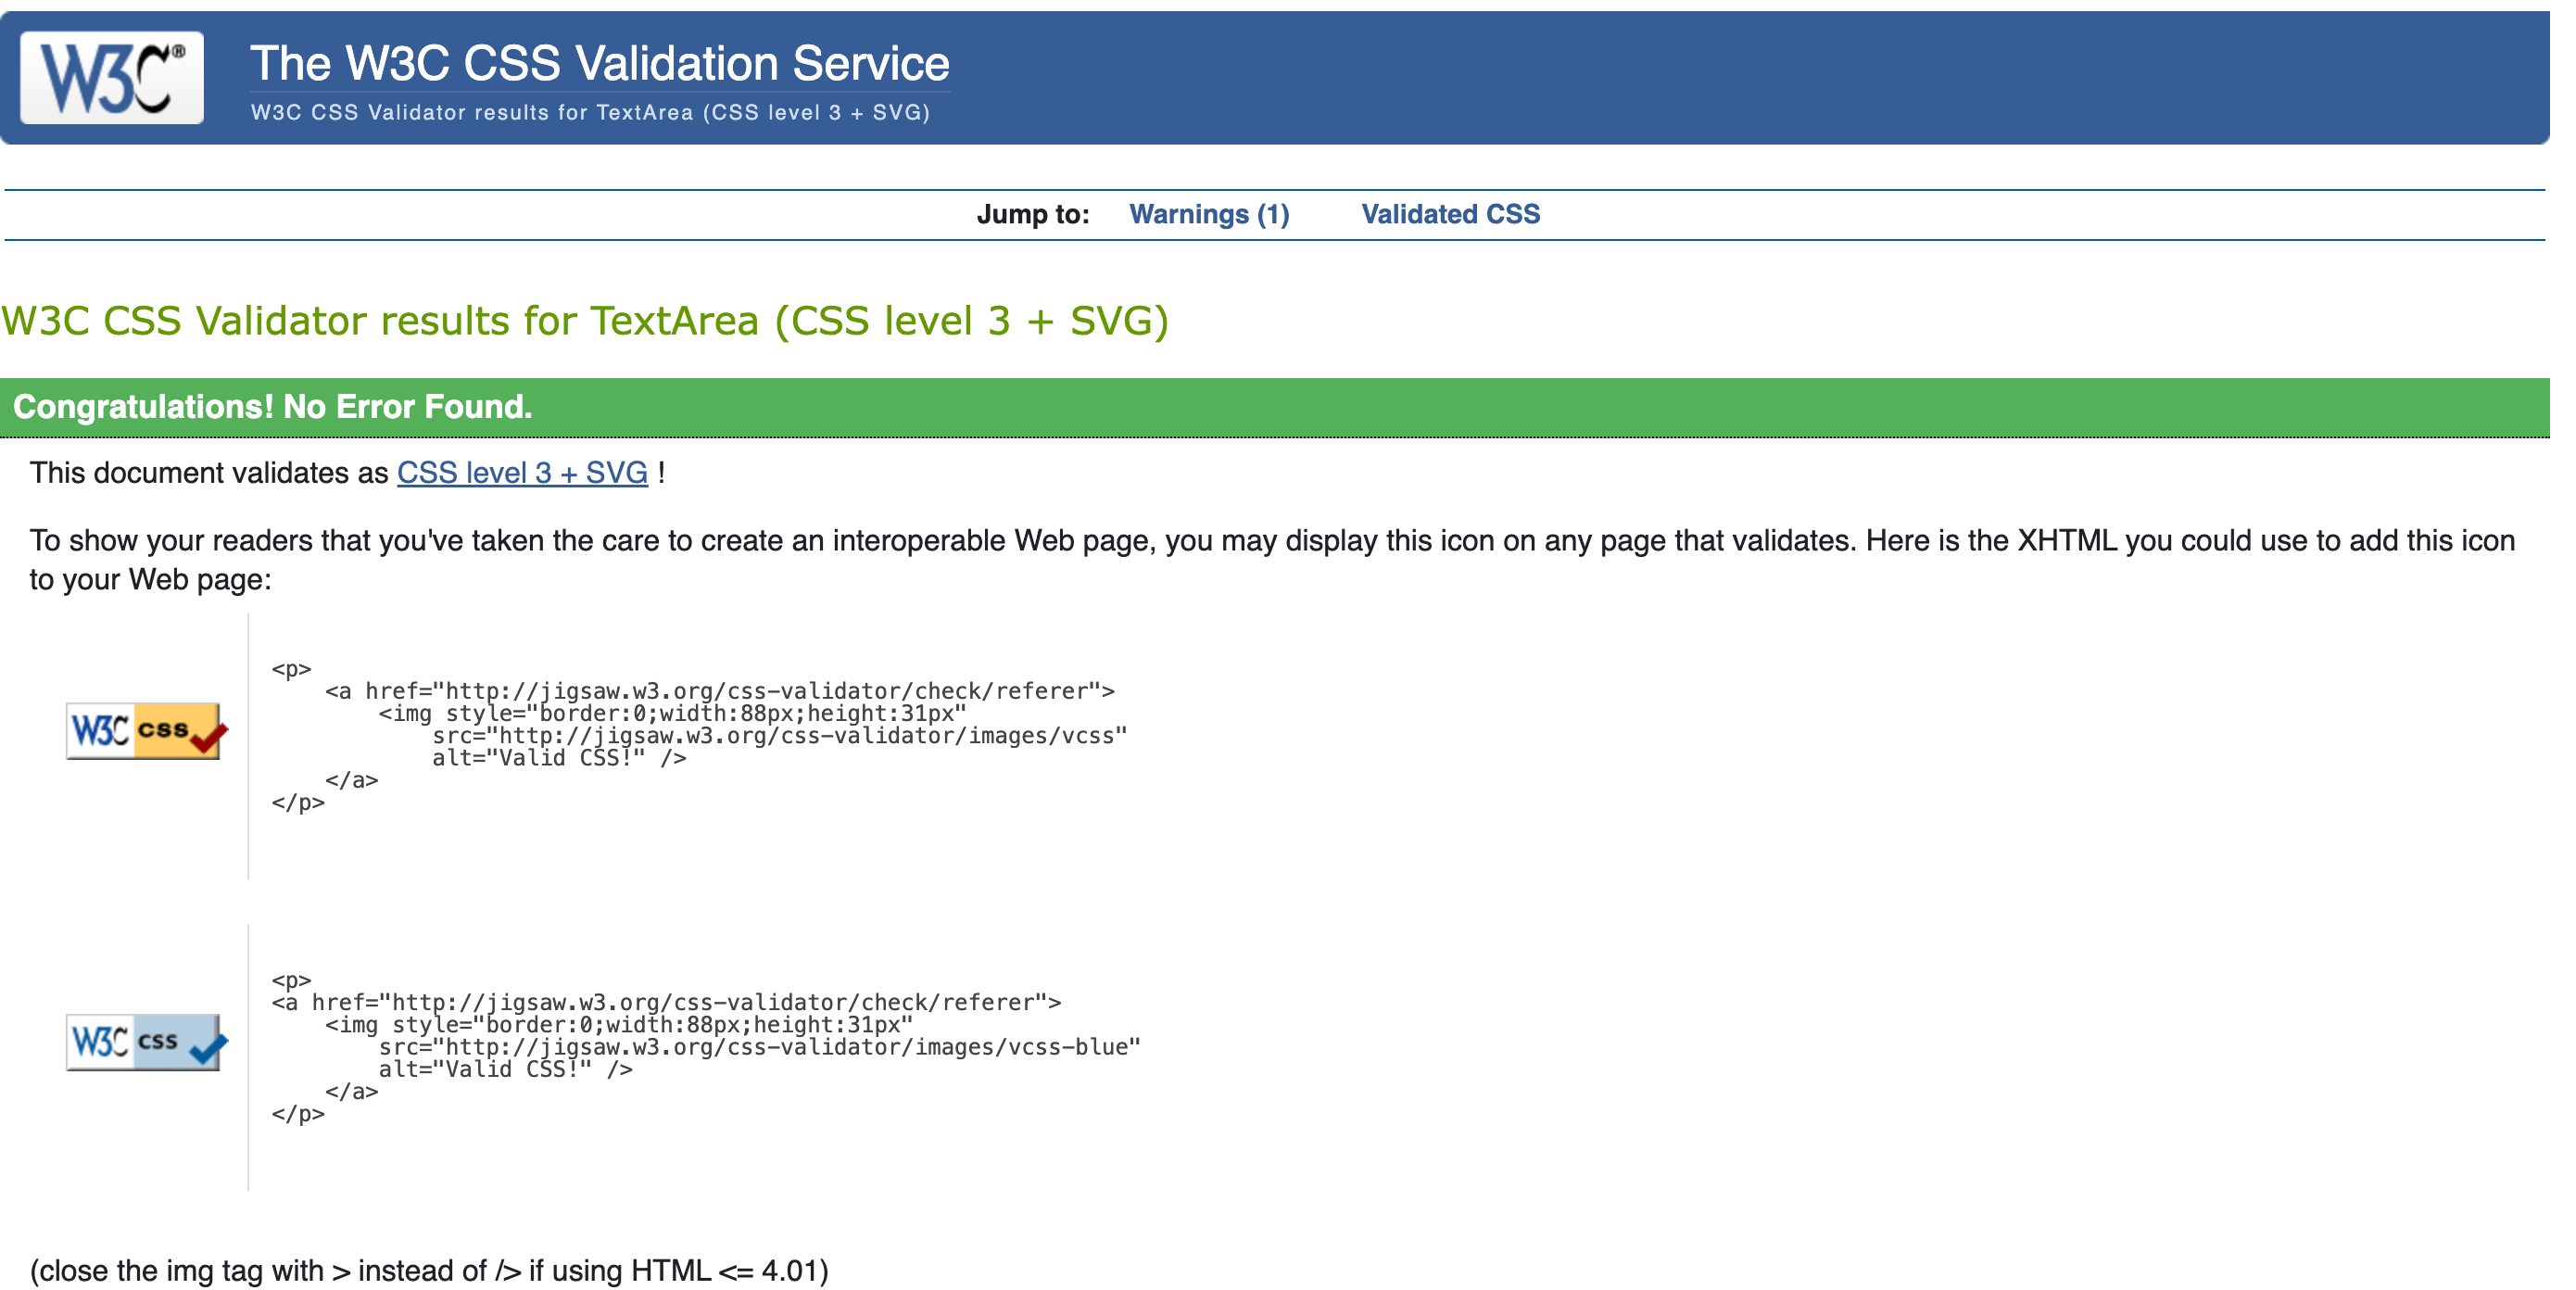 W3C®
The W3C CSS Validation Service
W3C CSS Validator results for TextArea (CSS level 3 + SVG)
Jump to: Warnings (1) Validated CSS
W3C CSS Validator results for TextArea (CSS level 3 + SVG)
Congratulations! No Error Found.
This document validates as CSS level 3 + SVG !
To show your readers that you've taken the care to create an interoperable Web page, you may display this icon on any page that validates. Here is the XHTML you could use to add this icon
to your Web page:
W3C css
<p>
    <a href="http://jigsaw.w3.org/css-validator/check/referer">
        <img style="border:0;width:88px;height:31px"
            src="http://jigsaw.w3.org/css-validator/images/vcss"
            alt="Valid CSS!" />
    </a>
</p>
W3C css
<p>
<a href="http://jigsaw.w3.org/css-validator/check/referer">
    <img style="border:0;width:88px;height:31px"
        src="http://jigsaw.w3.org/css-validator/images/vcss-blue"
        alt="Valid CSS!" />
    </a>
</p>
(close the img tag with > instead of /> if using HTML <= 4.01)